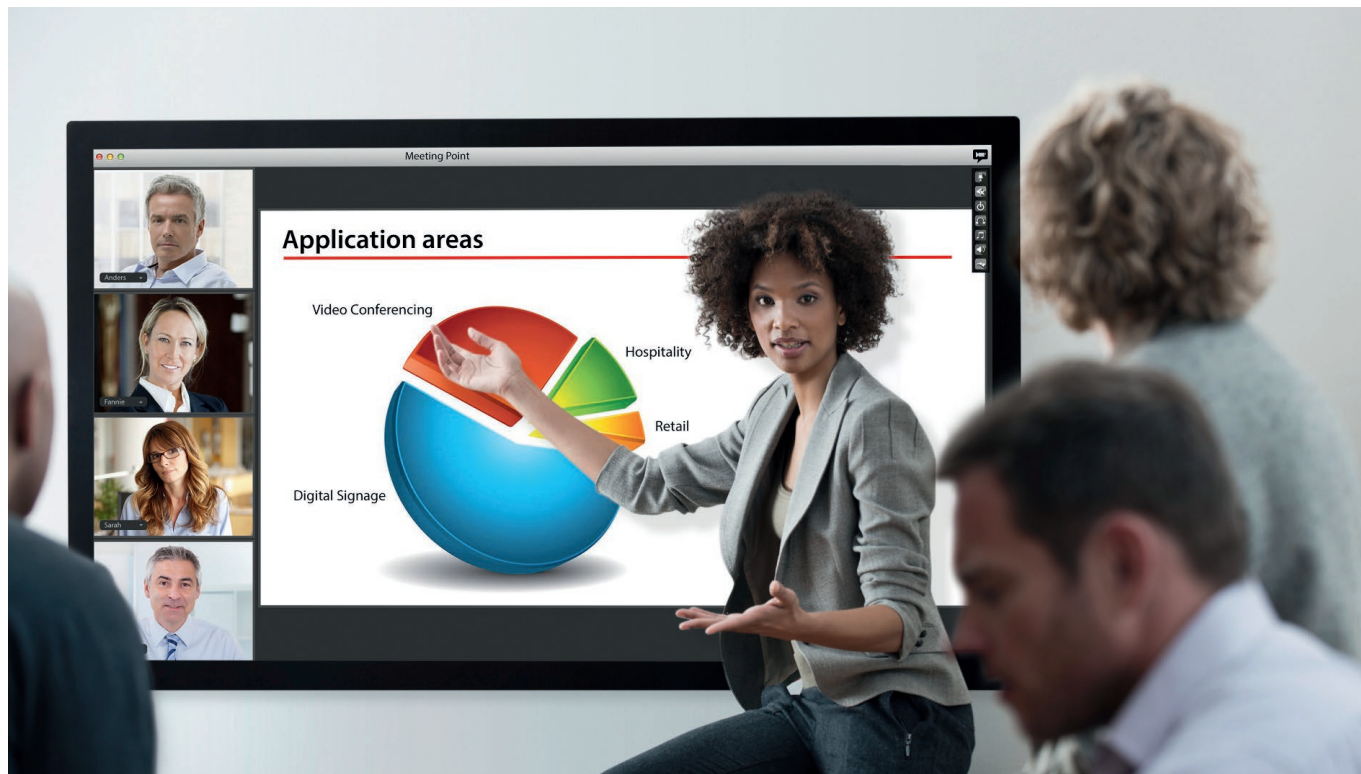 Meeting Point
Anders
Fannie
Sarah
Application areas
Video Conferencing
Hospitality
Retail
Digital Signage